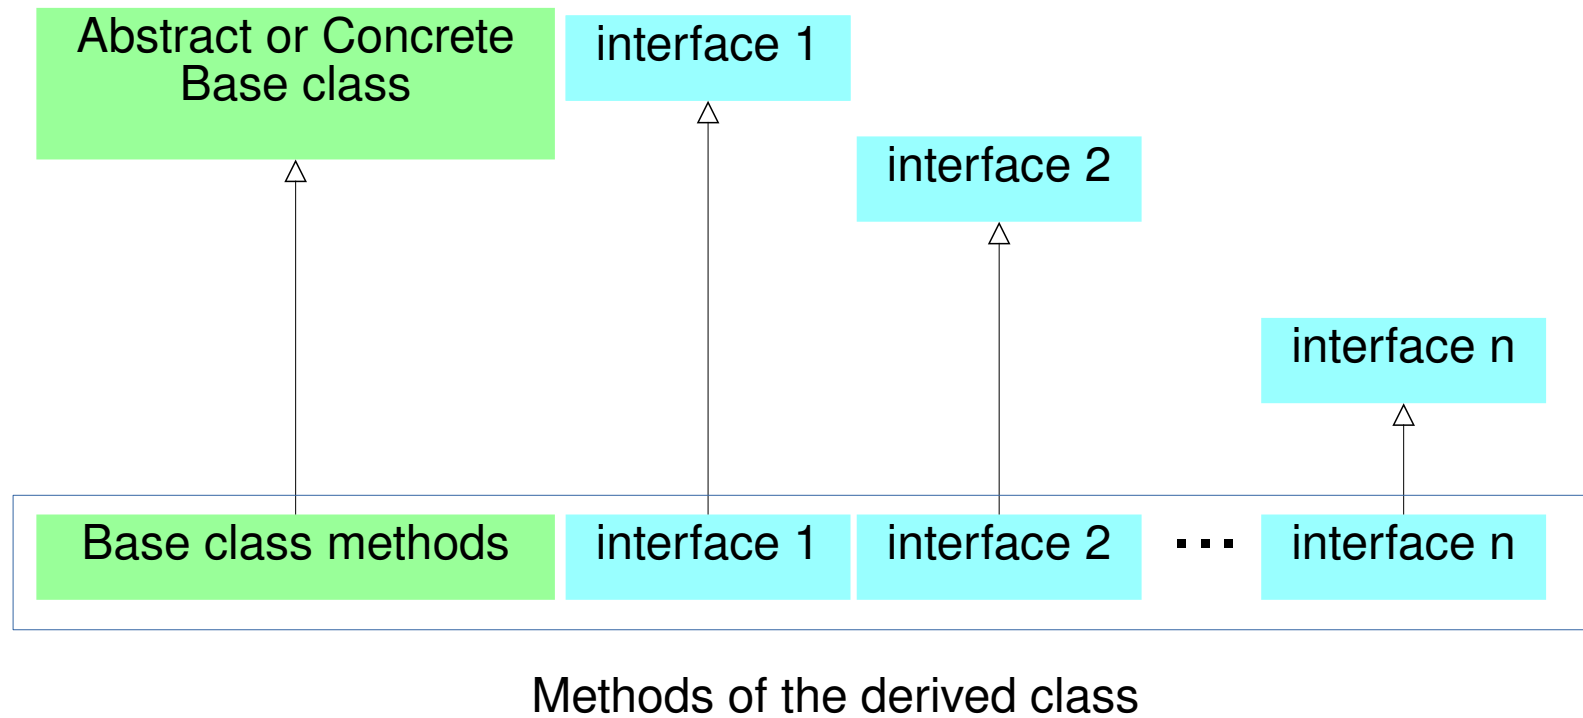 Abstract or Concrete
Base class
interface 1
interface 2
interface n
Base class methods
interface 1
interface 2
...
interface n
Methods of the derived class